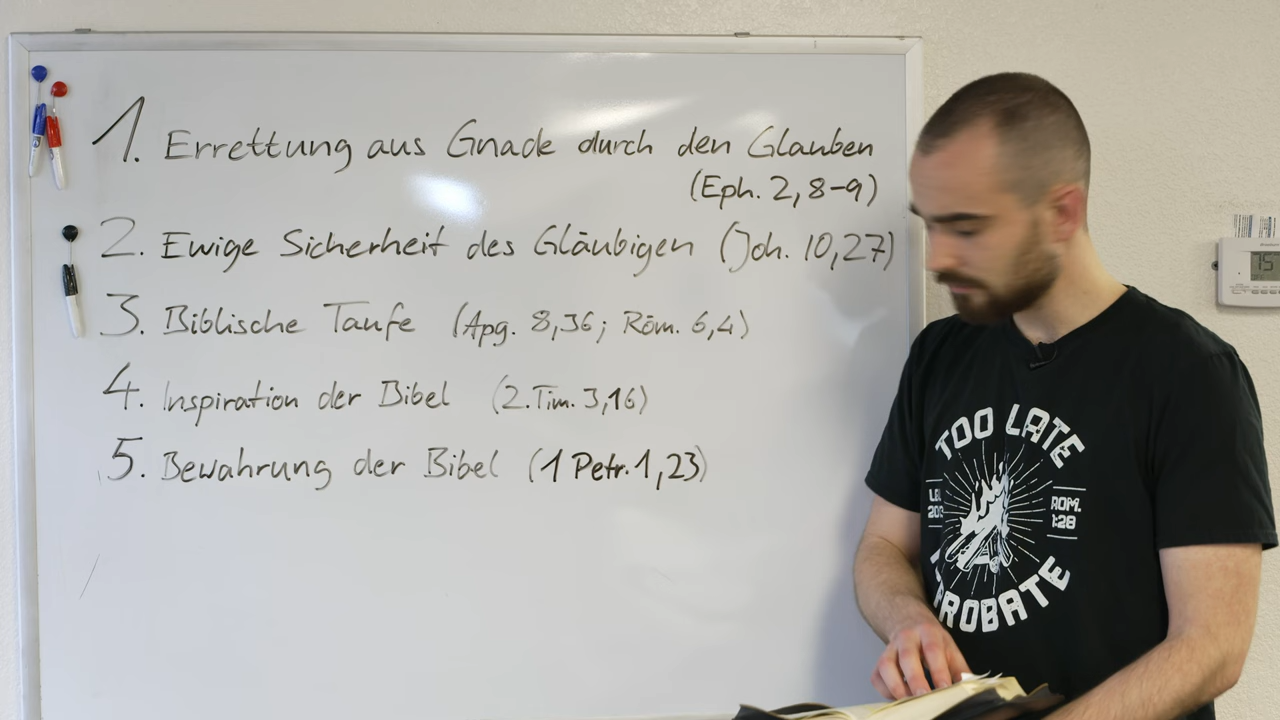 1. Errettung aus Gnade durch den Glauben
(Eph. 2,8-9)
2. Ewige Sicherheit des Gläubigen (Joh. 10,27)
3. Biblische Taufe (Apg. 8,36; Röm. 6,4)
4. Inspiration der Bibel (2.Tim. 3,16)
5. Bewahrung der Bibel (1 Petr. 1,23)
TOO LATE
ROM.
1:28
75